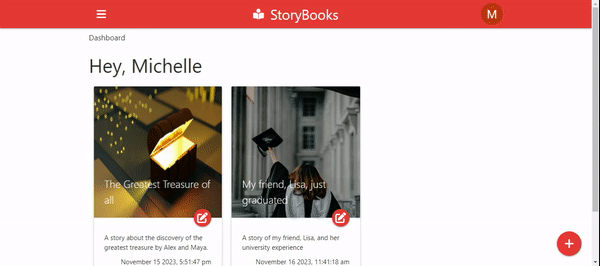 StoryBooks
M
Dashboard
Hey, Michelle
The Greatest Treasure of
all
My friend, Lisa, just
graduated
A story about the discovery of the
greatest treasure by Alex and Maya.
November 15 2023, 5:51:47 pm
A story of my friend, Lisa, and her
university experience
November 16 2023, 11:41:18 am